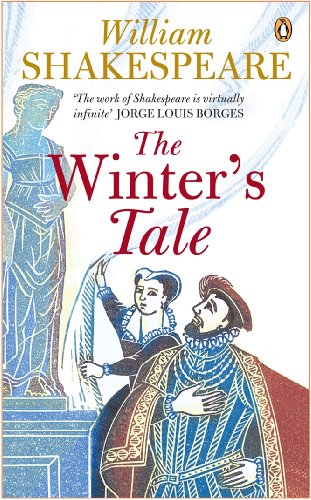 William
SHAKESPEARE
‘The work of Shakespeare is virtually
infinite’ JORGE LOUIS BORGES
The
Winter’s
Tale